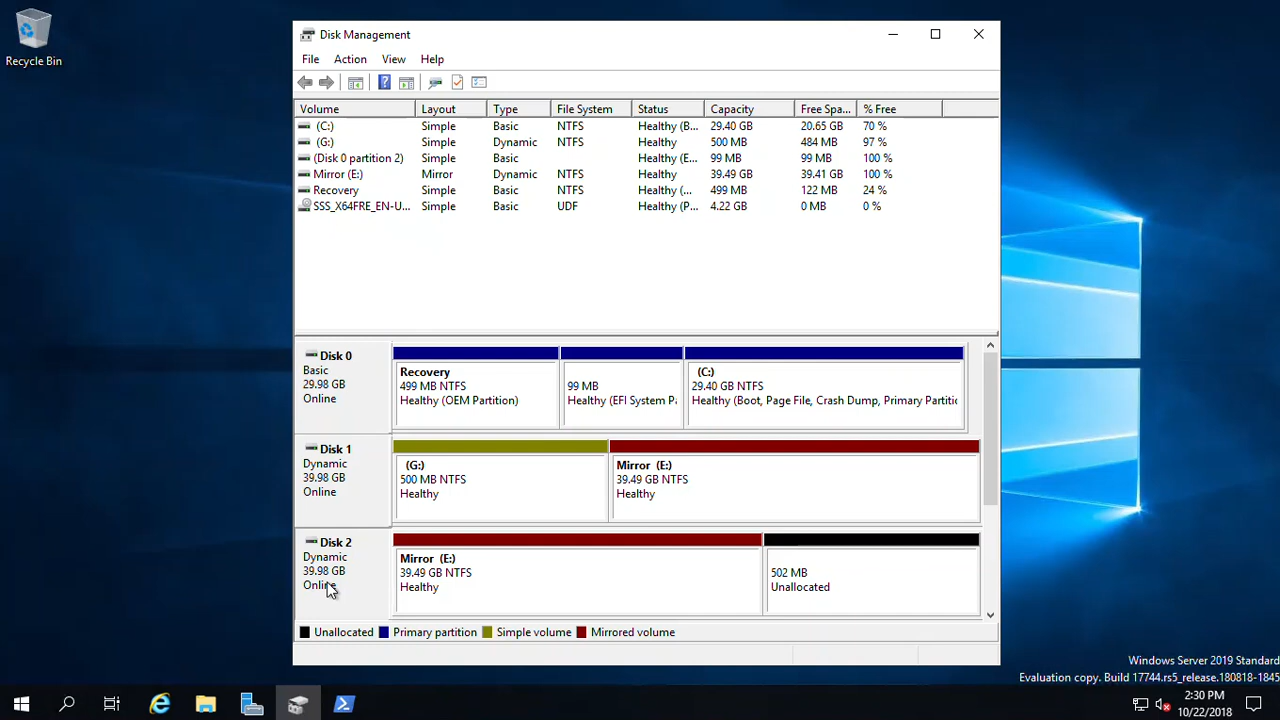 Recycle Bin
Disk Management
File Action View Help
Volume Layout Type File System Status Capacity Free Spa... % Free
(C:) Simple Basic NTFS Healthy (B... 29.40 GB 20.65 GB 70 %
(G:) Simple Dynamic NTFS Healthy 500 MB 484 MB 97 %
(Disk 0 partition 2) Simple Basic Healthy (E... 99 MB 99 MB 100 %
Mirror (E:) Mirror Dynamic NTFS Healthy 39.49 GB 39.41 GB 100 %
Recovery Simple Basic NTFS Healthy (... 499 MB 122 MB 24 %
SSS_X64FRE_EN-U... Simple Basic UDF Healthy (P... 4.22 GB 0 MB 0 %
Disk 0
Basic
29.98 GB
Online
Recovery
499 MB NTFS
Healthy (OEM Partition)
99 MB
Healthy (EFI System Pa
(C:)
29.40 GB NTFS
Healthy (Boot, Page File, Crash Dump, Primary Partitic
Disk 1
Dynamic
39.98 GB
Online
(G:)
500 MB NTFS
Healthy
Mirror (E:)
39.49 GB NTFS
Healthy
Disk 2
Dynamic
39.98 GB
Online
Mirror (E:)
39.49 GB NTFS
Healthy
502 MB
Unallocated
Unallocated Primary partition Simple volume Mirrored volume
Windows Server 2019 Standard
Evaluation copy. Build 17744.rs5_release.180818-1845
2:30 PM
10/22/2018